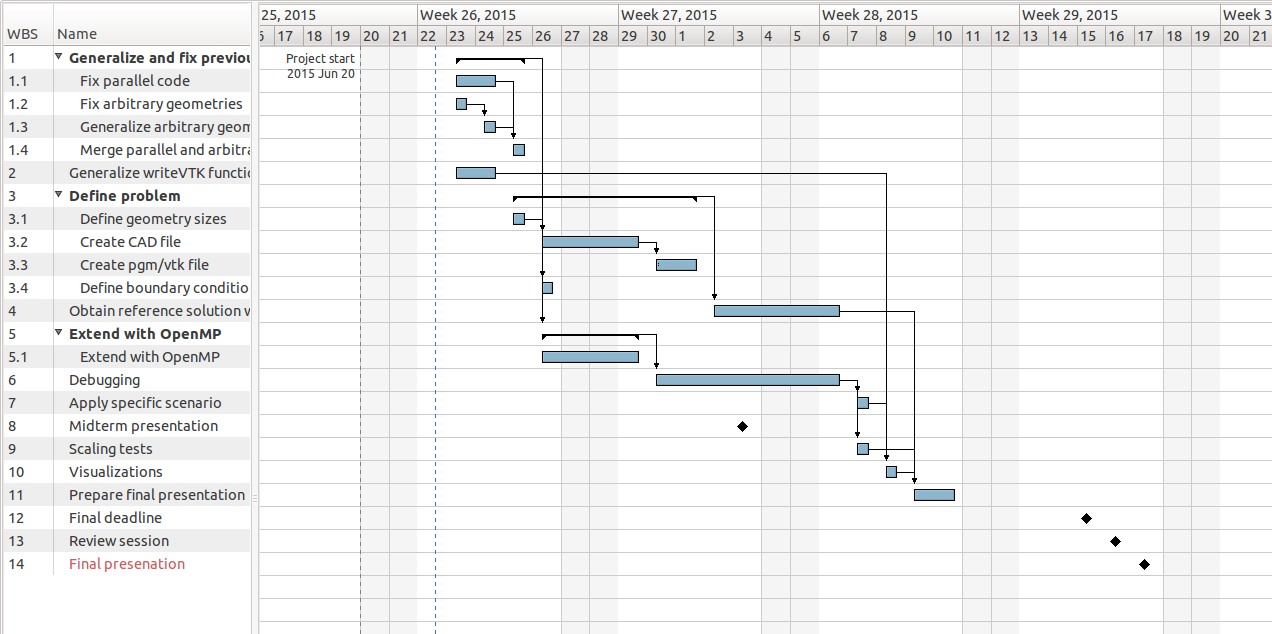 25, 2015 Week 26, 2015 Week 27, 2015 Week 28, 2015 Week 29, 2015 Week 3
WBS Name 17 18 19 20 21 22 23 24 25 26 27 28 29 30 1 2 3 4 5 6 7 8 9 10 11 12 13 14 15 16 17 18 19 20 21
1 Generalize and fix previou
Project start
2015 Jun 20
1.1 Fix parallel code
1.2 Fix arbitrary geometries
1.3 Generalize arbitrary geom
1.4 Merge parallel and arbitra
2 Generalize writeVTK functio
3 Define problem
3.1 Define geometry sizes
3.2 Create CAD file
3.3 Create pgm/vtk file
3.4 Define boundary conditio
4 Obtain reference solution w
5 Extend with OpenMP
5.1 Extend with OpenMP
6 Debugging
7 Apply specific scenario
8 Midterm presentation
9 Scaling tests
10 Visualizations
11 Prepare final presentation
12 Final deadline
13 Review session
14 Final presenation